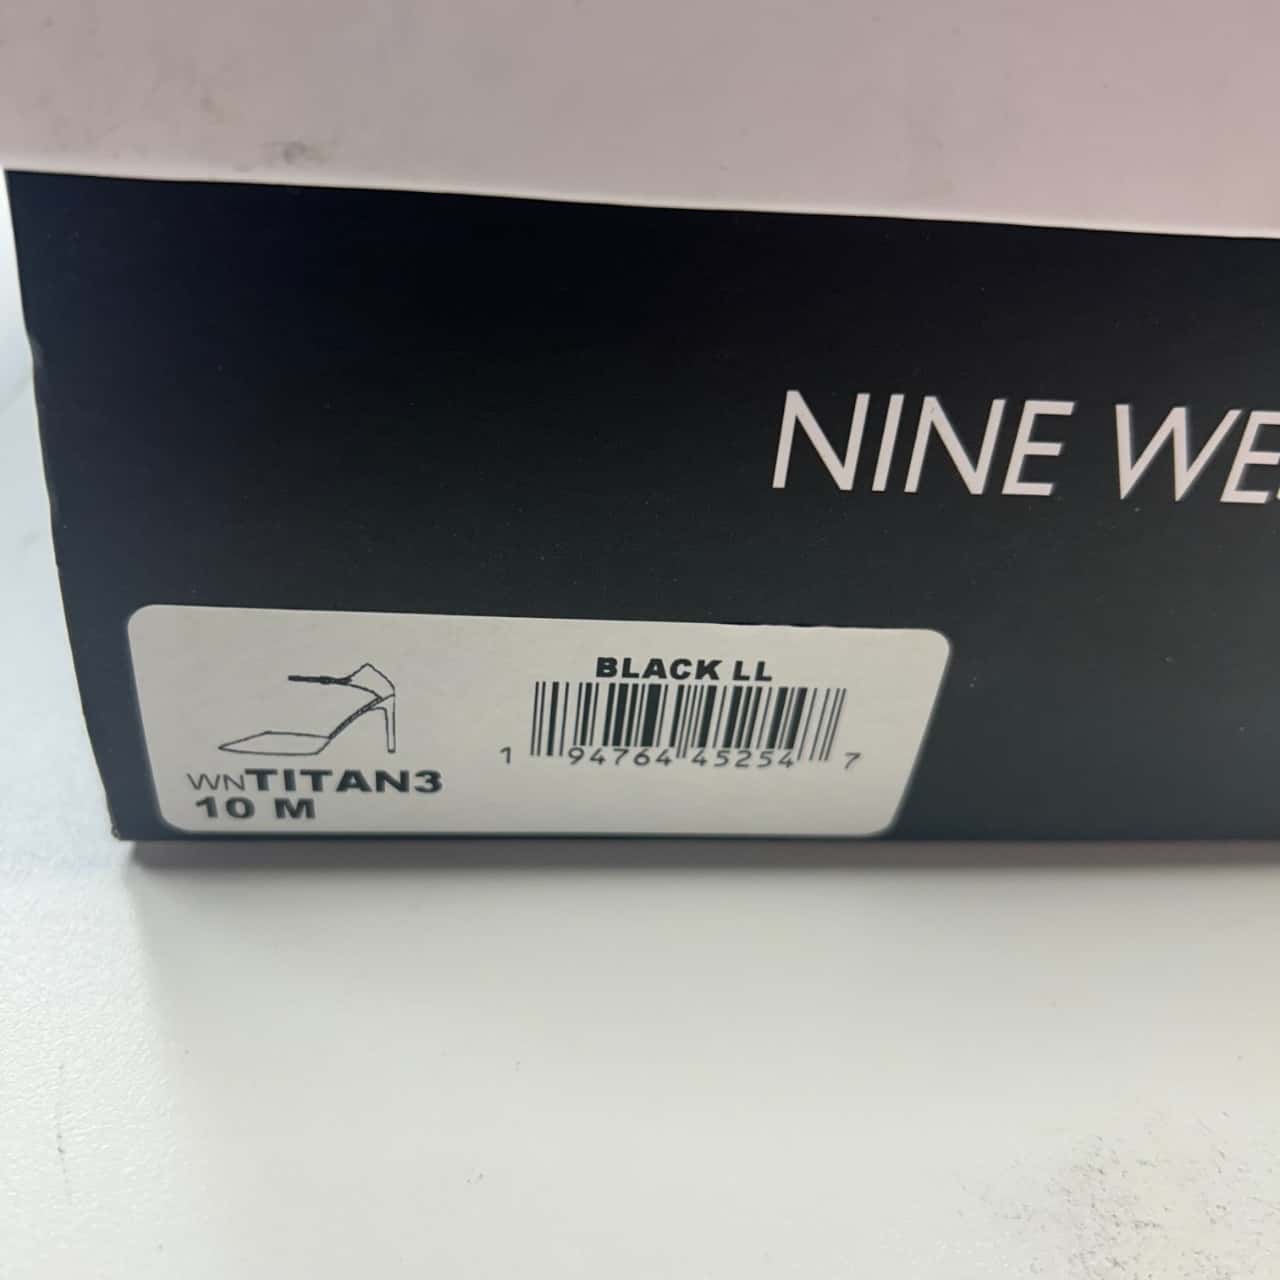 NINE WE
BLACK LL
1 94764 45254 7
WNTITAN3
10 M